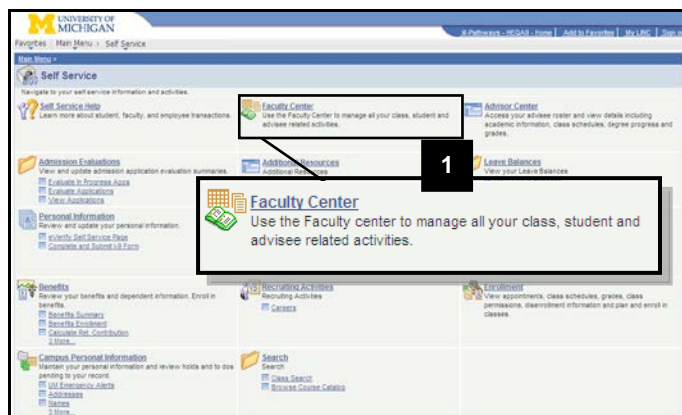 UNIVERSITY OF
MICHIGAN
M-Pathways - HEQA9 - Home | Add to Favorites | My LINC | Sign o
Favorites | Main Menu > Self Service
Main Menu >
Self Service
Navigate to your self service information and activities.
Self Service Help
Learn more about student, faculty, and employee transactions.
Faculty Center
Use the Faculty Center to manage all your class, student and
advisee related activities.
Advisor Center
Access your advisee roster and view details including
academic information, class schedules, degree progress and
grades.
Admission Evaluations
View and update admission application evaluation summaries.
Evaluate In Progress Apps
Evaluate Applications
View Applications
Additional Resources
Additional Resources
1
Leave Balances
View your Leave Balances
Faculty Center
Use the Faculty center to manage all your class, student and
advisee related activities.
Personal Information
Review and update your personal information.
eVerify Self Service Page
Complete and Submit I-9 Form
Benefits
Review your benefits and dependent information. Enroll in
benefits.
Benefits Summary
Benefits Enrollment
Calculate Ret. Contribution
3 More...
Recruiting Activities
Recruiting Activities
Careers
Enrollment
View appointments, class schedules, grades, class
permissions, disenrollment information and plan and enroll in
classes.
Campus Personal Information
Maintain your personal information and review holds and to dos
pending to your record.
UM Emergency Alerts
Addresses
Names
3 More...
Search
Search
Class Search
Browse Course Catalog